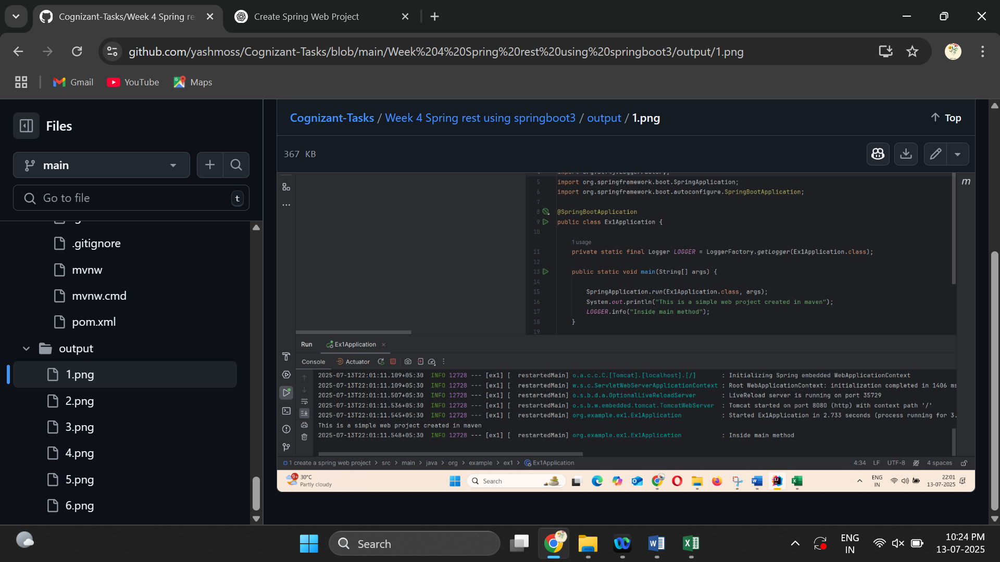 Cognizant-Tasks/Week 4 Spring re
Create Spring Web Project
github.com/yashmoss/Cognizant-Tasks/blob/main/Week%204%20Spring%20rest%20using%20springboot3/output/1.png
Gmail
YouTube
Maps
Files
main
Go to file
t
.gitignore
mvnw
mvnw.cmd
pom.xml
output
1.png
2.png
3.png
4.png
5.png
6.png
Cognizant-Tasks / Week 4 Spring rest using springboot3 / output / 1.png
Top
367 KB
m
5 import org.springframework.boot.SpringApplication;
6 import org.springframework.boot.autoconfigure.SpringBootApplication;
7
8 @SpringBootApplication
9 public class Ex1Application {
10
1 usage
11 private static final Logger LOGGER = LoggerFactory.getLogger(Ex1Application.class);
12
13 public static void main(String[] args) {
14
15 SpringApplication.run(Ex1Application.class, args);
16 System.out.println("This is a simple web project created in maven");
17 LOGGER.info("Inside main method");
18 }
19
Run Ex1Application
Console Actuator
2025-07-13T22:01:11.109+05:30 INFO 12728 --- [ex1] [ restartedMain] o.a.c.c.C.[Tomcat].[localhost].[/] : Initializing Spring embedded WebApplicationContext
2025-07-13T22:01:11.109+05:30 INFO 12728 --- [ex1] [ restartedMain] w.s.c.ServletWebServerApplicationContext : Root WebApplicationContext: initialization completed in 1406 ms
2025-07-13T22:01:11.507+05:30 INFO 12728 --- [ex1] [ restartedMain] o.s.b.d.a.OptionalLiveReloadServer : LiveReload server is running on port 35729
2025-07-13T22:01:11.536+05:30 INFO 12728 --- [ex1] [ restartedMain] o.s.b.w.embedded.tomcat.TomcatWebServer : Tomcat started on port 8080 (http) with context path '/'
2025-07-13T22:01:11.545+05:30 INFO 12728 --- [ex1] [ restartedMain] org.example.ex1.Ex1Application : Started Ex1Application in 2.733 seconds (process running for 3.
This is a simple web project created in maven
2025-07-13T22:01:11.548+05:30 INFO 12728 --- [ex1] [ restartedMain] org.example.ex1.Ex1Application : Inside main method
1 create a spring web project > src > main > java > org > example > ex1 > Ex1Application
4:34 LF UTF-8 4 spaces
9+
30°C
Partly cloudy
Search
ENG
IN
22:01
13-07-2025
Search
ENG
IN
10:24 PM
13-07-2025